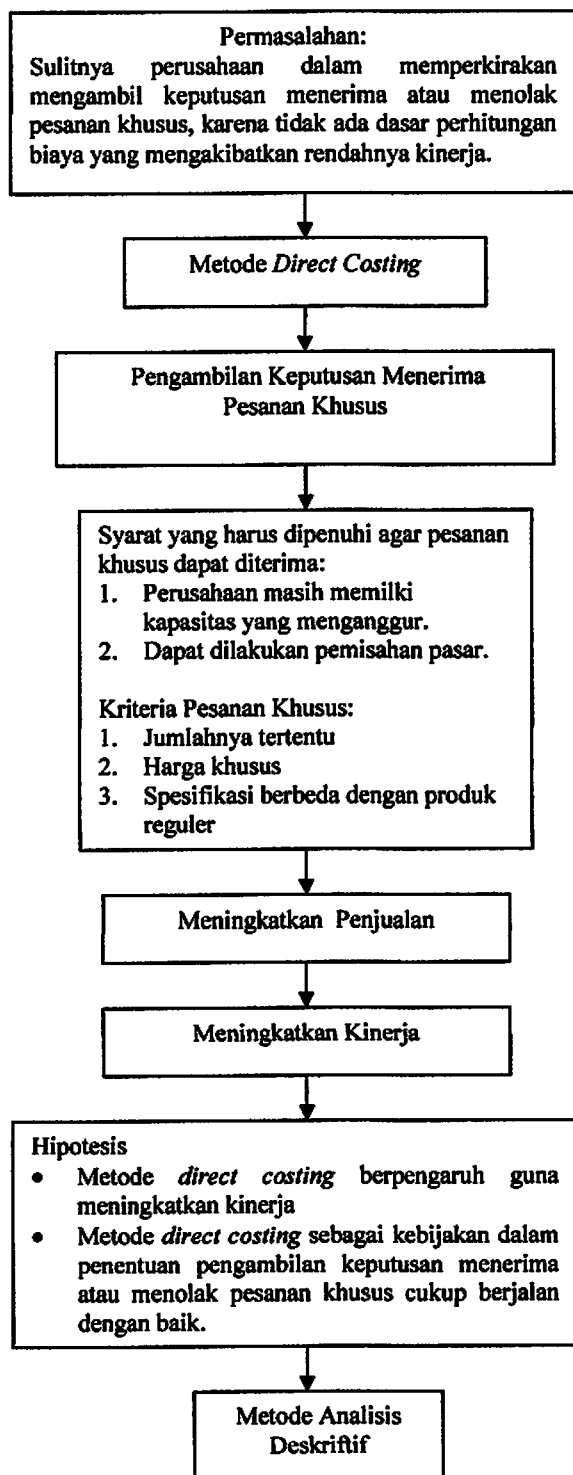 Permasalahan:
Sulitnya perusahaan dalam memperkirakan
mengambil keputusan menerima atau menolak
pesanan khusus, karena tidak ada dasar perhitungan
biaya yang mengakibatkan rendahnya kinerja.
Metode Direct Costing
Pengambilan Keputusan Menerima
Pesanan Khusus
Syarat yang harus dipenuhi agar pesanan
khusus dapat diterima:
1. Perusahaan masih memilki
kapasitas yang menganggur.
2. Dapat dilakukan pemisahan pasar.
Kriteria Pesanan Khusus:
1. Jumlahnya tertentu
2. Harga khusus
3. Spesifikasi berbeda dengan produk
reguler
Meningkatkan Penjualan
Meningkatkan Kinerja
Hipotesis
• Metode direct costing berpengaruh guna
meningkatkan kinerja
• Metode direct costing sebagai kebijakan dalam
penentuan pengambilan keputusan menerima
atau menolak pesanan khusus cukup berjalan
dengan baik.
Metode Analisis
Deskriftif